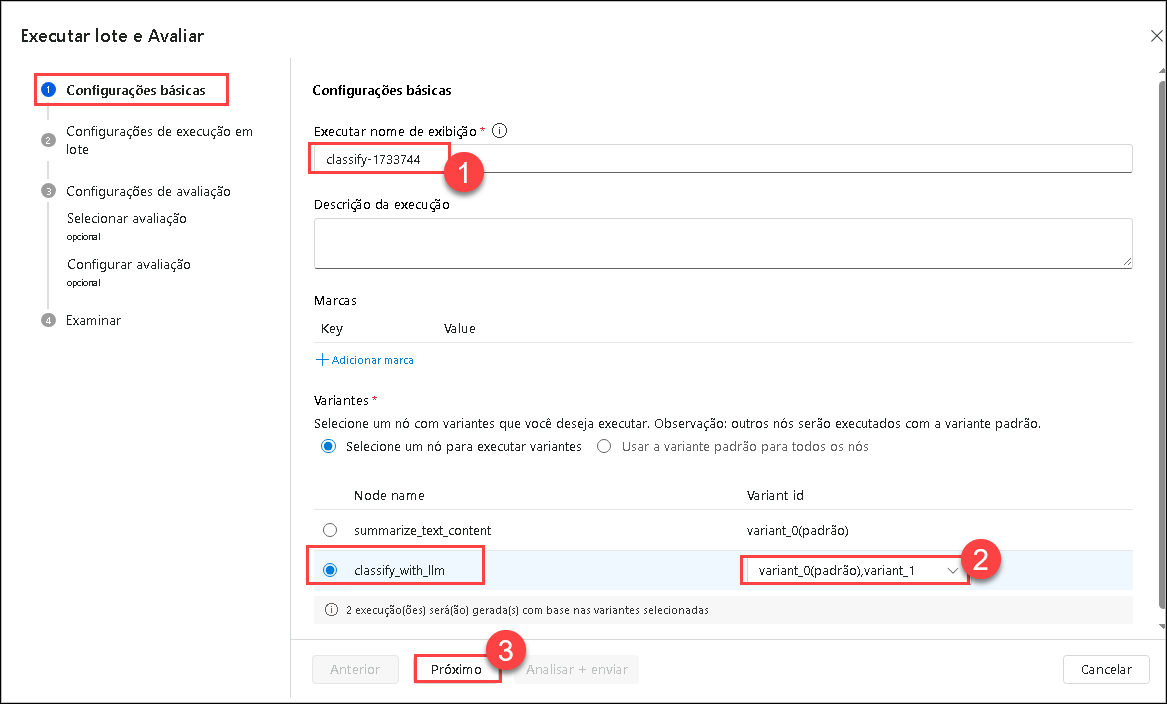 Executar lote e Avaliar
1 Configurações básicas
2 Configurações de execução em
lote
3 Configurações de avaliação
Selecionar avaliação
opcional
Configurar avaliação
opcional
4 Examinar
Configurações básicas
Executar nome de exibição *
classify-1733744
1
Descrição da execução
Marcas
Key Value
Adicionar marca
Variantes *
Selecione um nó com variantes que você deseja executar. Observação: outros nós serão executados com a variante padrão.
Selecione um nó para executar variantes Usar a variante padrão para todos os nós
Node name Variant id
summarize_text_content variant_0(padrão)
classify_with_llm variant_0(padrão),variant_1
2
2 execução(ões) será(ão) gerada(s) com base nas variantes selecionadas
3
Anterior Próximo Analisar + enviar Cancelar